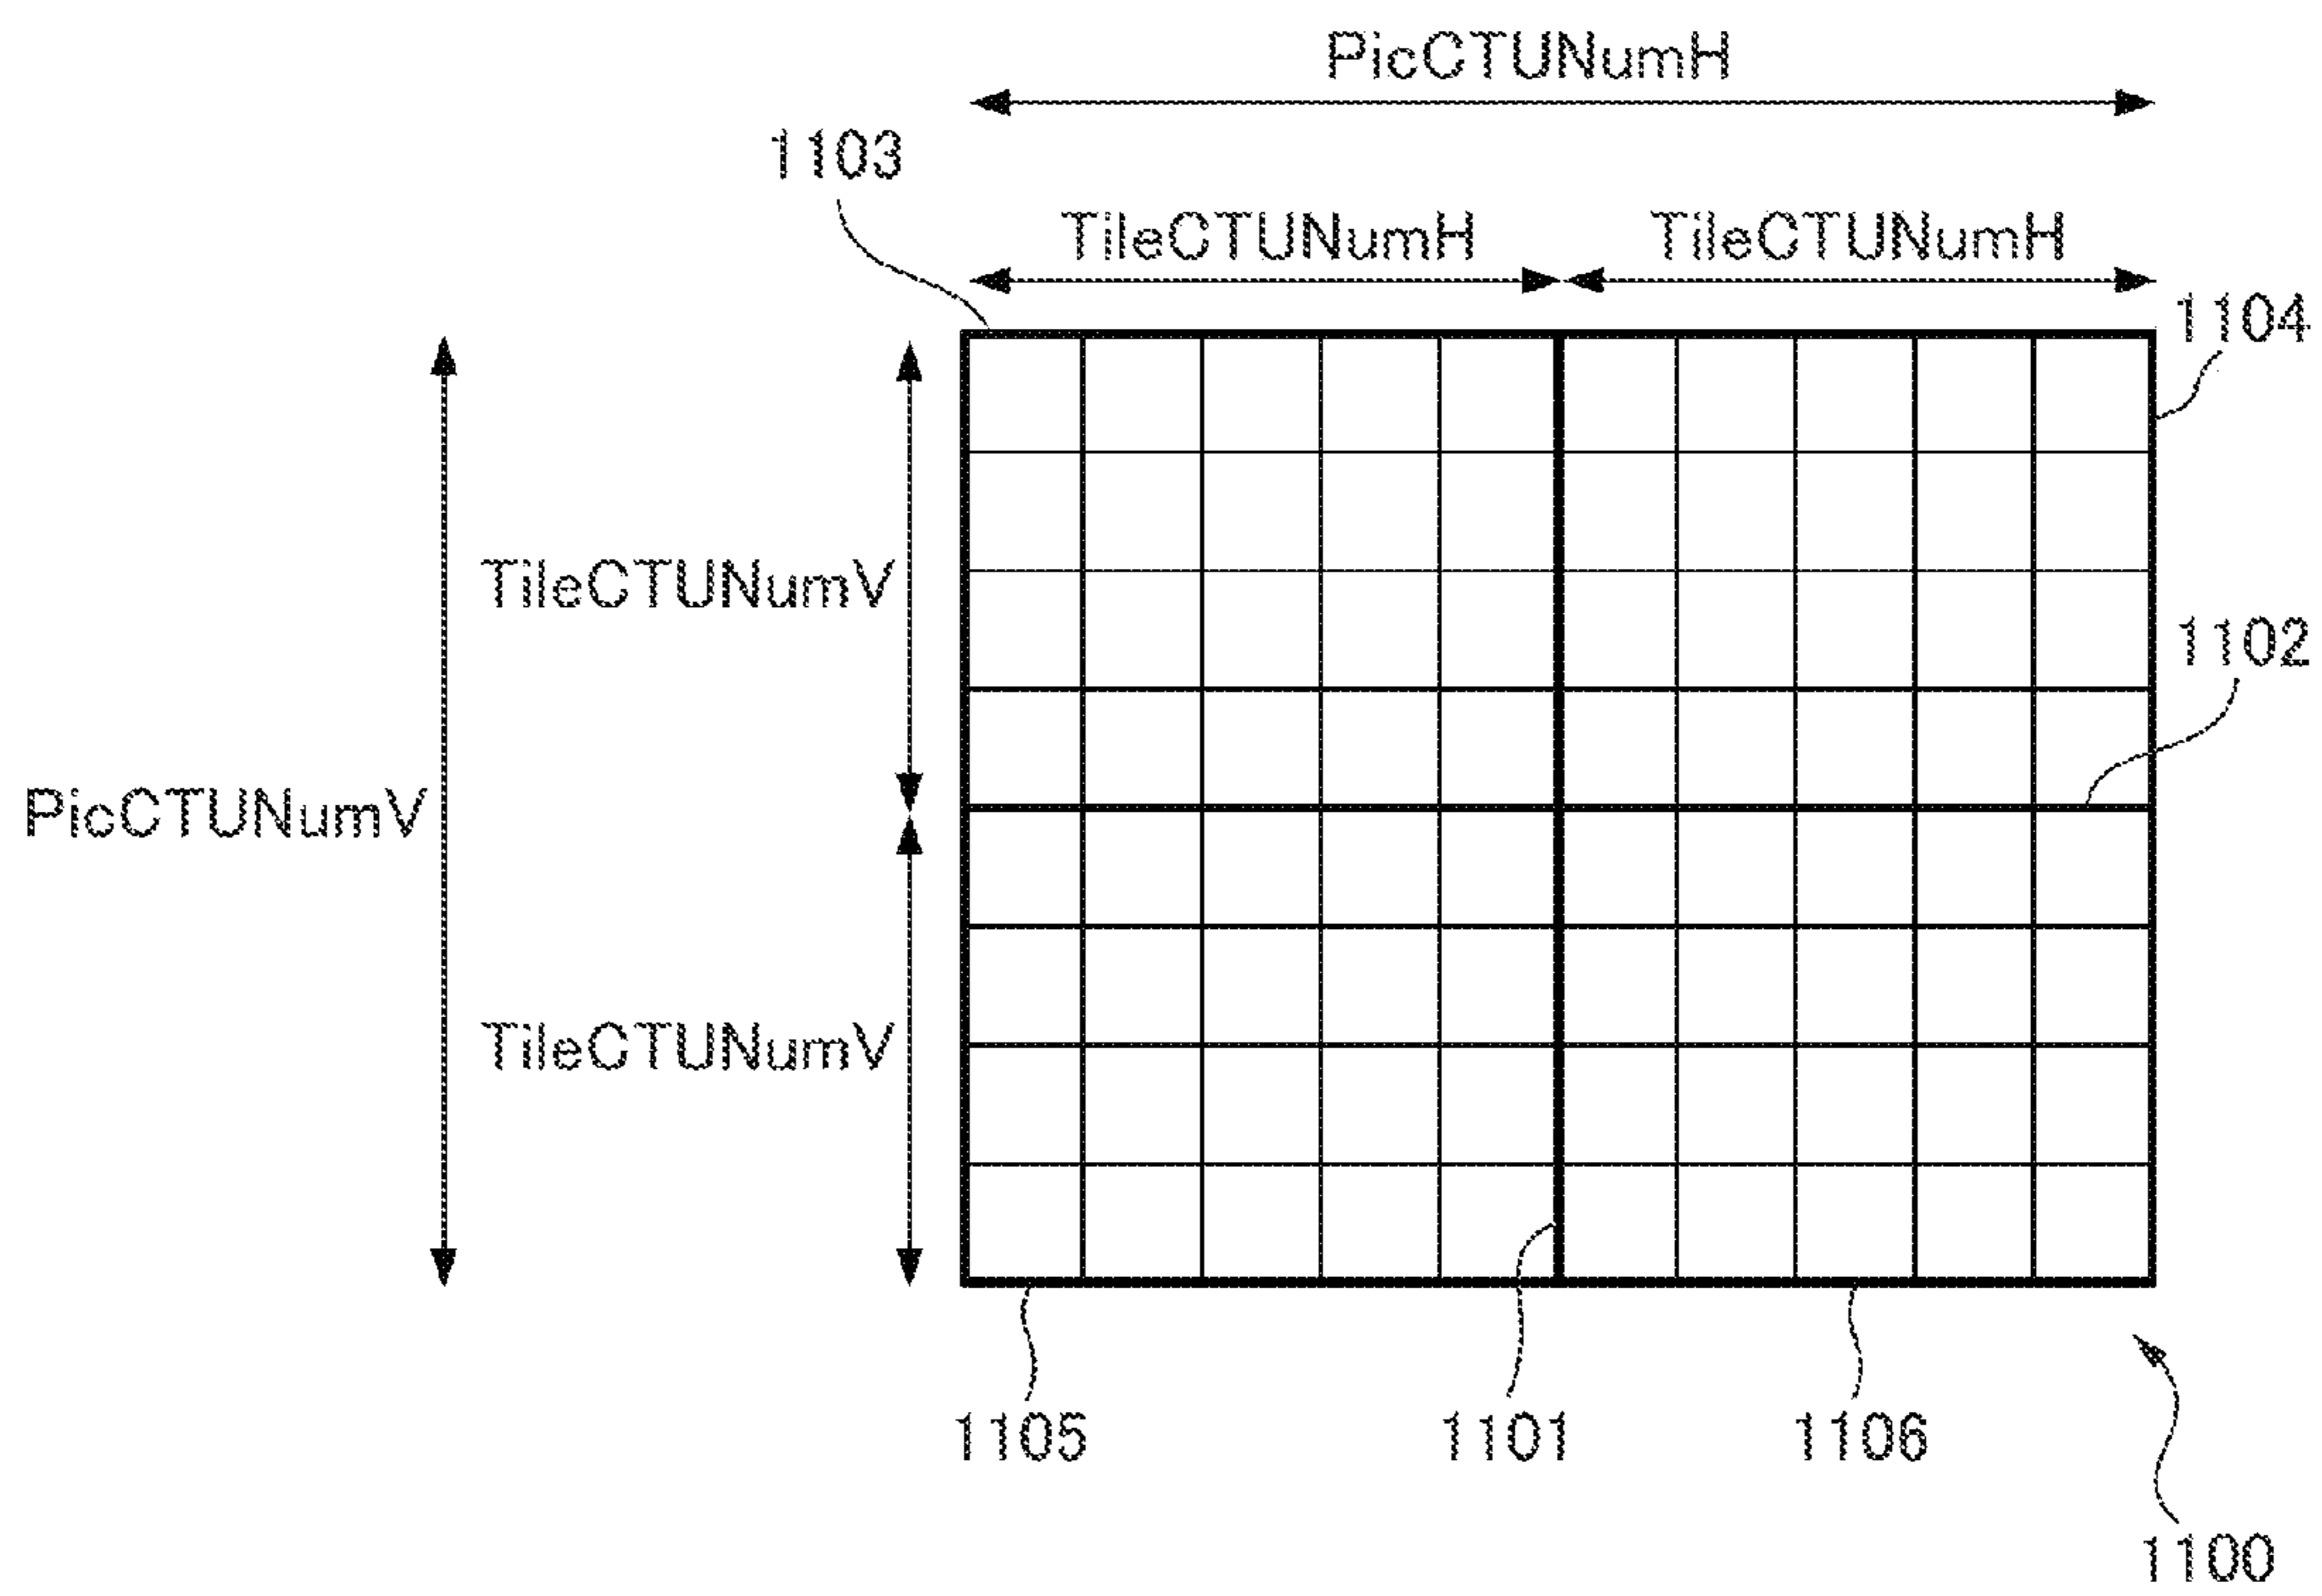 PicCTUNumH
1103
TileCTUNumH TileCTUNumH
1104
TileCTUNumV
1102
PicCTUNumV
TileCTUNumV
1105 1101 1106
1100